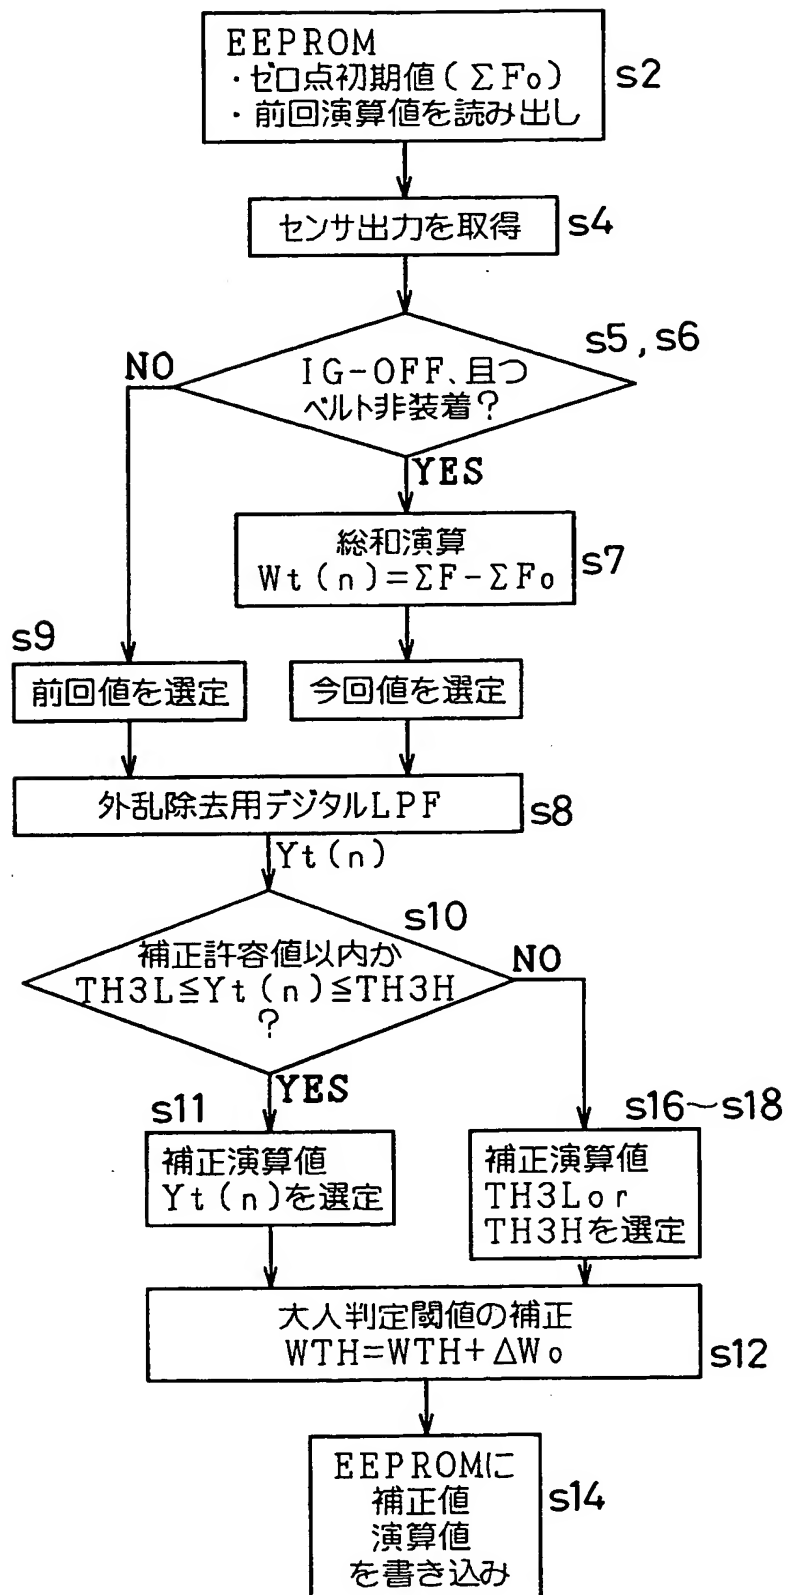 EEPROM
・ゼロ点初期値(ΣFo)
・前回演算値を読み出し
s2
センサ出力を取得
s4
s5,s6
IG-OFF、且つ
ベルト非装着?
NO
YES
総和演算
Wt(n)=ΣF-ΣFo
s7
s9
前回値を選定
今回値を選定
外乱除去用デジタルLPF
s8
Yt(n)
s10
補正許容値以内か
TH3L≦Yt(n)≦TH3H
?
NO
YES
s11
補正演算値
Yt(n)を選定
s16~s18
補正演算値
TH3Lor
TH3Hを選定
大人判定閾値の補正
WTH=WTH+ΔWo
s12
EEPROMに
補正値
演算値
を書き込み
s14